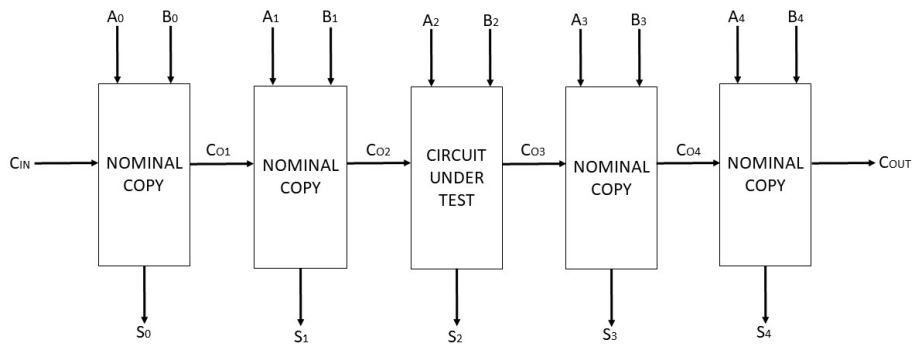 A0 B0 A1 B1 A2 B2 A3 B3 A4 B4
CIN NOMINAL COPY CO1 NOMINAL COPY CO2 CIRCUIT UNDER TEST CO3 NOMINAL COPY CO4 NOMINAL COPY COUT
S0 S1 S2 S3 S4